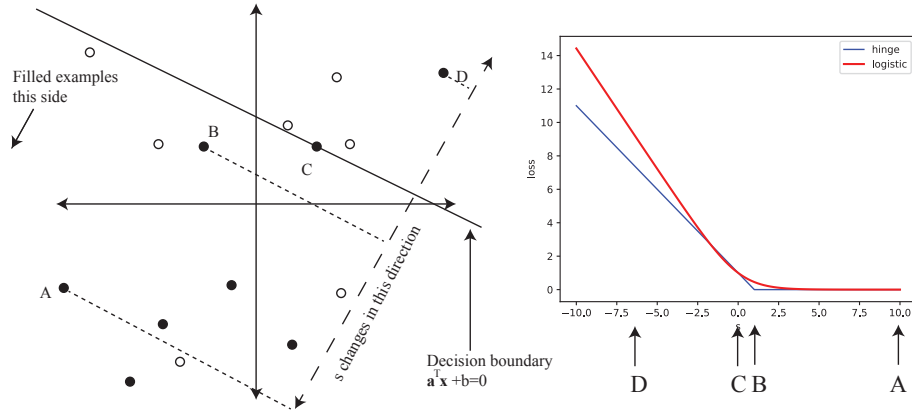 Filled examples
this side
A
B
C
D
s changes in this direction
Decision boundary
a^T x +b=0
hinge
logistic
loss
14
12
10
8
6
4
2
0
−10.0 −7.5 −5.0 −2.5 0.0 2.5 5.0 7.5 10.0
s
D C B A